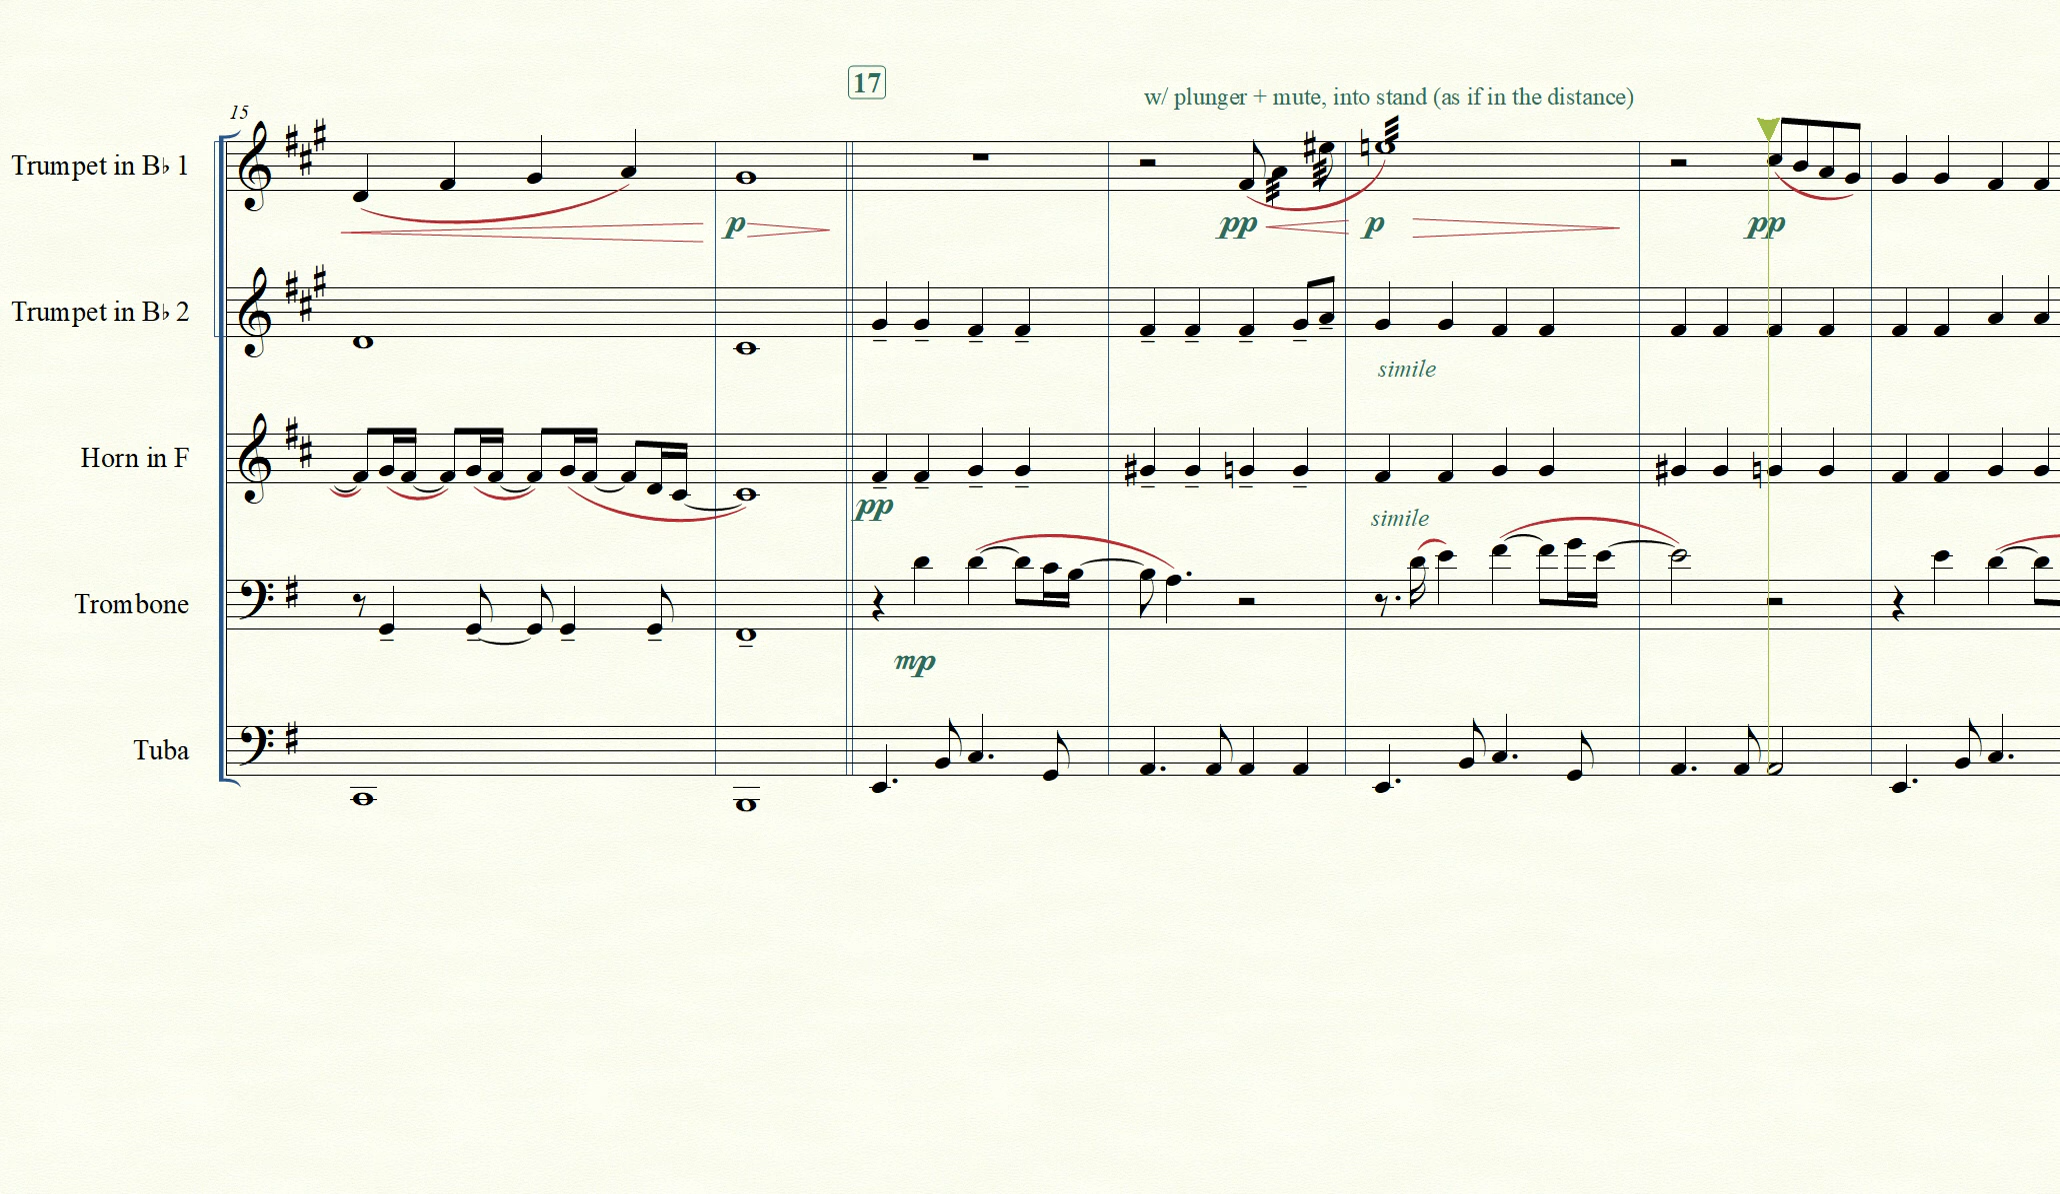 17
w/ plunger + mute, into stand (as if in the distance)
15
Trumpet in B♭ 1
p
pp
p
pp
Trumpet in B♭ 2
simile
Horn in F
pp
simile
Trombone
mp
Tuba